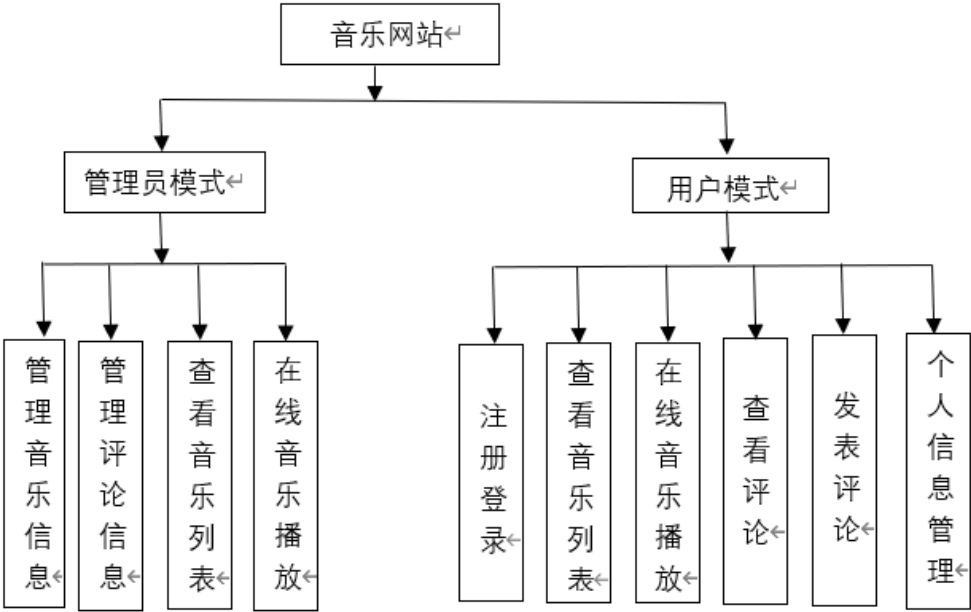 音乐网站
管理员模式
用户模式
管理音乐信息
管理评论信息
查看音乐列表
在线音乐播放
注册登录
查看音乐列表
在线音乐播放
查看评论
发表评论
个人信息管理